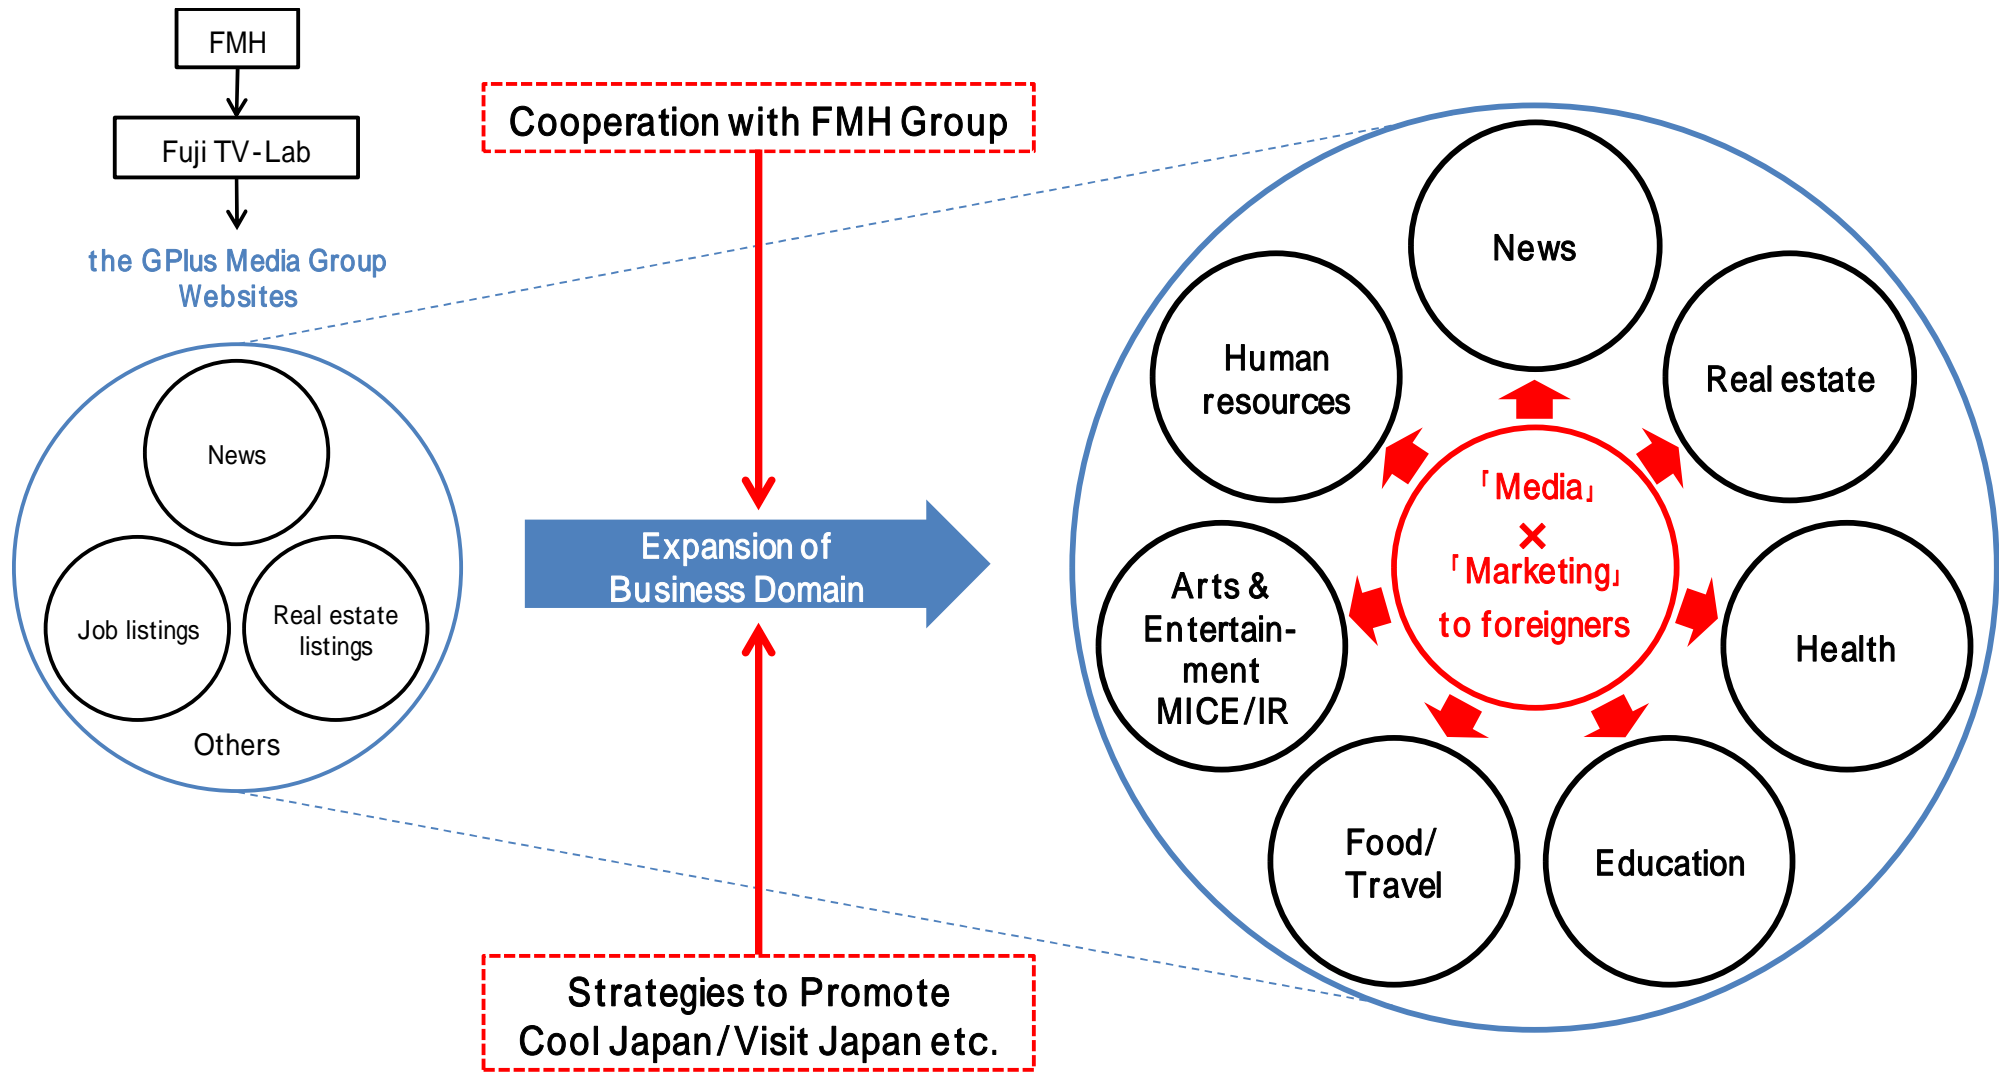 FMH
Fuji TV-Lab
the GPlus Media Group
Websites
News
Job listings
Real estate
listings
Others
Cooperation with FMH Group
Expansion of
Business Domain
Strategies to Promote
Cool Japan/Visit Japan etc.
News
Human
resources
Real estate
「Media」
×
「Marketing」
to foreigners
Arts &
Entertain-
ment
MICE/IR
Health
Food/
Travel
Education